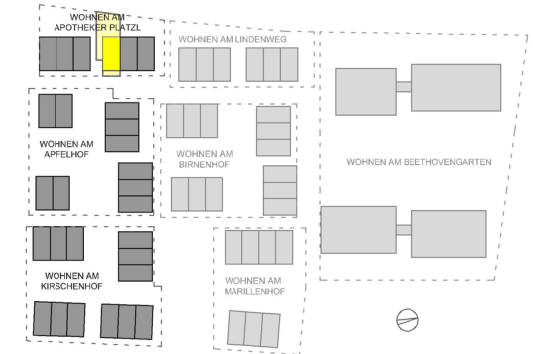 WOHNEN AM
APOTHEKER PLATZL
WOHNEN AM LINDENWEG
WOHNEN AM
APFELHOF
WOHNEN AM
BIRNENHOF
WOHNEN AM BEETHOVENGARTEN
WOHNEN AM
KIRSCHENHOF
WOHNEN AM
MARILLENHOF